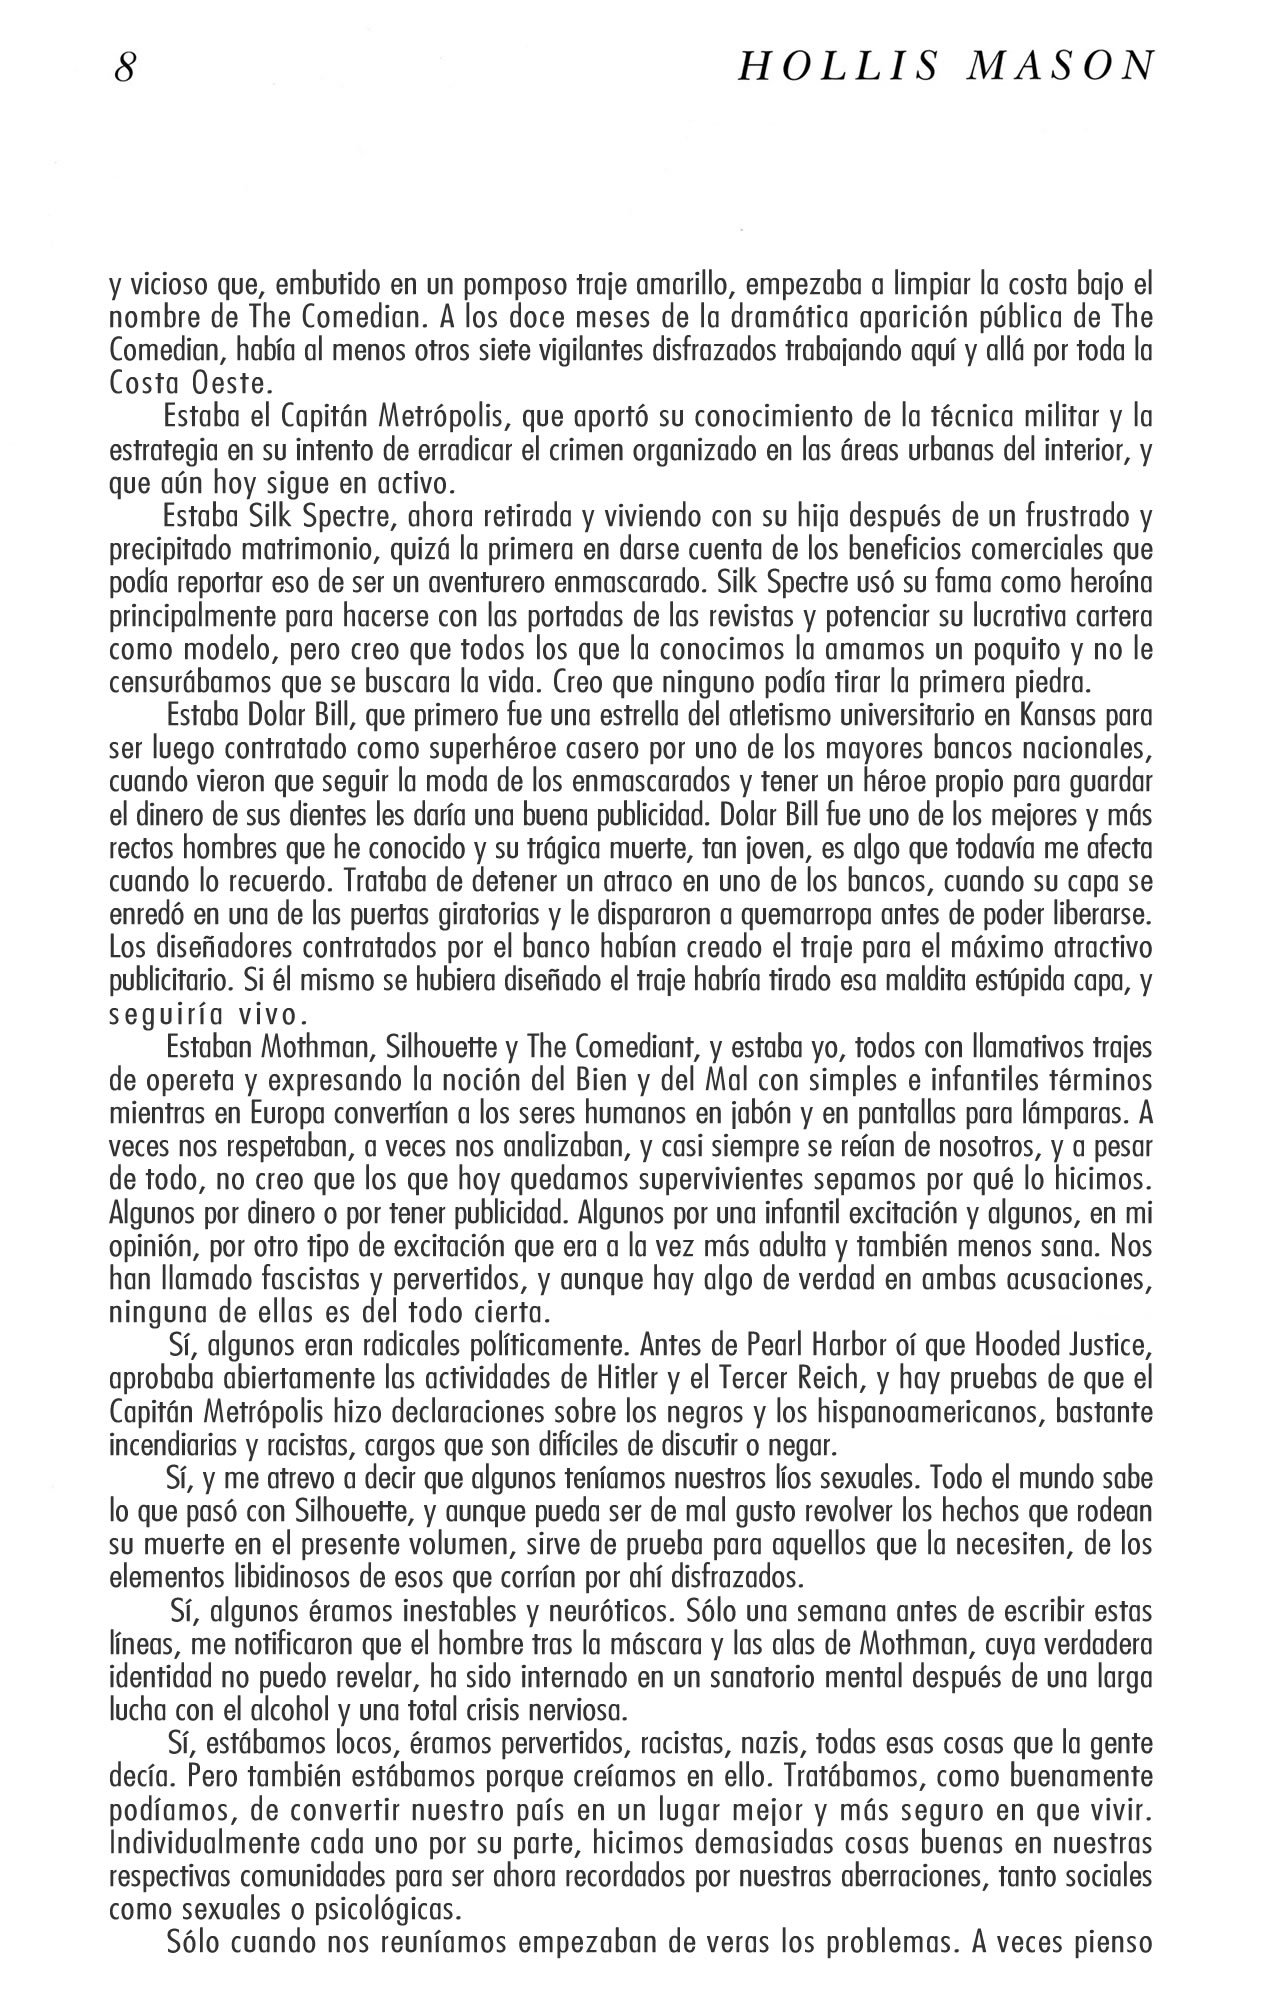 8 HOLLIS MASON
y vicioso que, embutido en un pomposo traje amarillo, empezaba a limpiar la costa bajo el
nombre de The Comedian. A los doce meses de la dramática aparición pública de The
Comedian, había al menos otros siete vigilantes disfrazados trabajando aquí y allá por toda la
Costa Oeste.
Estaba el Capitán Metrópolis, que aportó su conocimiento de la técnica militar y la
estrategia en su intento de erradicar el crimen organizado en las áreas urbanas del interior, y
que aún hoy sigue en activo.
Estaba Silk Spectre, ahora retirada y viviendo con su hija después de un frustrado y
precipitado matrimonio, quizá la primera en darse cuenta de los beneficios comerciales que
podía reportar eso de ser un aventurero enmascarado. Silk Spectre usó su fama como heroína
principalmente para hacerse con las portadas de las revistas y potenciar su lucrativa cartera
como modelo, pero creo que todos los que la conocimos la amamos un poquito y no le
censurábamos que se buscara la vida. Creo que ninguno podía tirar la primera piedra.
Estaba Dolar Bill, que primero fue una estrella del atletismo universitario en Kansas para
ser luego contratado como superhéroe casero por uno de los mayores bancos nacionales,
cuando vieron que seguir la moda de los enmascarados y tener un héroe propio para guardar
el dinero de sus dientes les daría una buena publicidad. Dolar Bill fue uno de los mejores y más
rectos hombres que he conocido y su trágica muerte, tan joven, es algo que todavía me afecta
cuando lo recuerdo. Trataba de detener un atraco en uno de los bancos, cuando su capa se
enredó en una de las puertas giratorias y le dispararon a quemarropa antes de poder liberarse.
Los diseñadores contratados por el banco habían creado el traje para el máximo atractivo
publicitario. Si él mismo se hubiera diseñado el traje habría tirado esa maldita estúpida capa, y
seguiría vivo.
Estaban Mothman, Silhouette y The Comediant, y estaba yo, todos con llamativos trajes
de opereta y expresando la noción del Bien y del Mal con simples e infantiles términos
mientras en Europa convertían a los seres humanos en jabón y en pantallas para lámparas. A
veces nos respetaban, a veces nos analizaban, y casi siempre se reían de nosotros, y a pesar
de todo, no creo que los que hoy quedamos supervivientes sepamos por qué lo hicimos.
Algunos por dinero o por tener publicidad. Algunos por una infantil excitación y algunos, en mi
opinión, por otro tipo de excitación que era a la vez más adulta y también menos sana. Nos
han llamado fascistas y pervertidos, y aunque hay algo de verdad en ambas acusaciones,
ninguna de ellas es del todo cierta.
Sí, algunos eran radicales políticamente. Antes de Pearl Harbor oí que Hooded Justice,
aprobaba abiertamente las actividades de Hitler y el Tercer Reich, y hay pruebas de que el
Capitán Metrópolis hizo declaraciones sobre los negros y los hispanoamericanos, bastante
incendiarias y racistas, cargos que son difíciles de discutir o negar.
Sí, y me atrevo a decir que algunos teníamos nuestros líos sexuales. Todo el mundo sabe
lo que pasó con Silhouette, y aunque pueda ser de mal gusto revolver los hechos que rodean
su muerte en el presente volumen, sirve de prueba para aquellos que la necesiten, de los
elementos libidinosos de esos que corrían por ahí disfrazados.
Sí, algunos éramos inestables y neuróticos. Sólo una semana antes de escribir estas
líneas, me notificaron que el hombre tras la máscara y las alas de Mothman, cuya verdadera
identidad no puedo revelar, ha sido internado en un sanatorio mental después de una larga
lucha con el alcohol y una total crisis nerviosa.
Sí, estábamos locos, éramos pervertidos, racistas, nazis, todas esas cosas que la gente
decía. Pero también estábamos porque creíamos en ello. Tratábamos, como buenamente
podíamos, de convertir nuestro país en un lugar mejor y más seguro en que vivir.
Individualmente cada uno por su parte, hicimos demasiadas cosas buenas en nuestras
respectivas comunidades para ser ahora recordados por nuestras aberraciones, tanto sociales
como sexuales o psicológicas.
Sólo cuando nos reuníamos empezaban de veras los problemas. A veces pienso